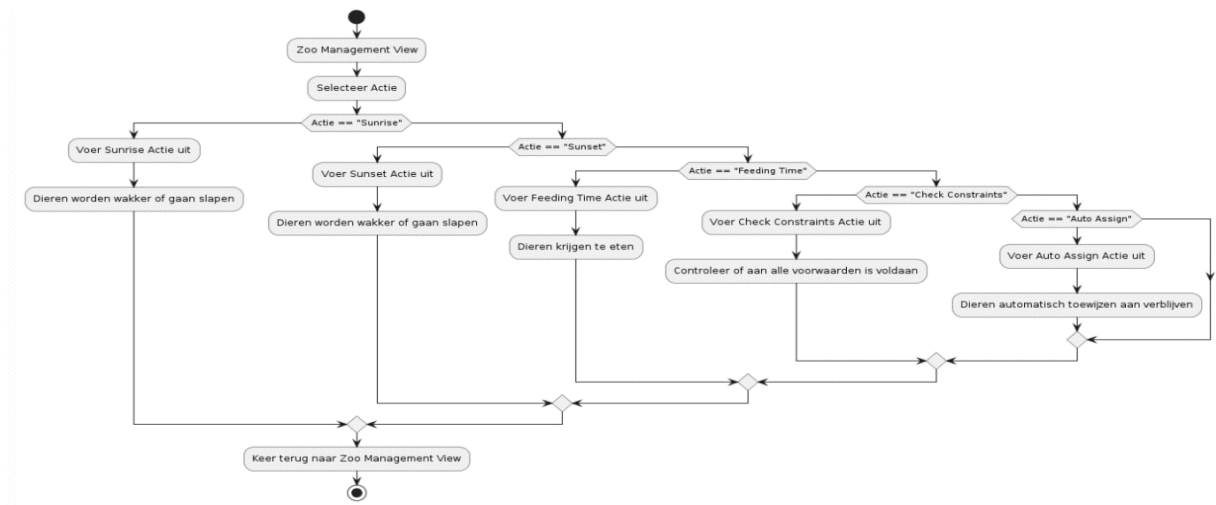 Zoo Management View
Selecteer Actie
Actie == "Sunrise"
Voer Sunrise Actie uit
Dieren worden wakker of gaan slapen
Actie == "Sunset"
Voer Sunset Actie uit
Dieren worden wakker of gaan slapen
Actie == "Feeding Time"
Voer Feeding Time Actie uit
Dieren krijgen te eten
Actie == "Check Constraints"
Voer Check Constraints Actie uit
Controleer of aan alle voorwaarden is voldaan
Actie == "Auto Assign"
Voer Auto Assign Actie uit
Dieren automatisch toewijzen aan verblijven
Keer terug naar Zoo Management View